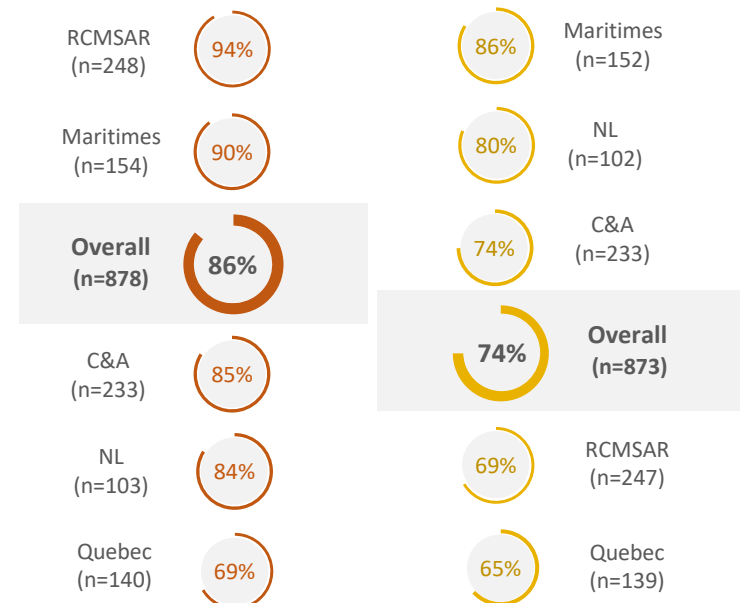 RCMSAR
(n=248)
94%
Maritimes
(n=154)
90%
Overall
(n=878)
86%
C&A
(n=233)
85%
NL
(n=103)
84%
Quebec
(n=140)
69%
86%
Maritimes
(n=152)
80%
NL
(n=102)
74%
C&A
(n=233)
74%
Overall
(n=873)
69%
RCMSAR
(n=247)
65%
Quebec
(n=139)